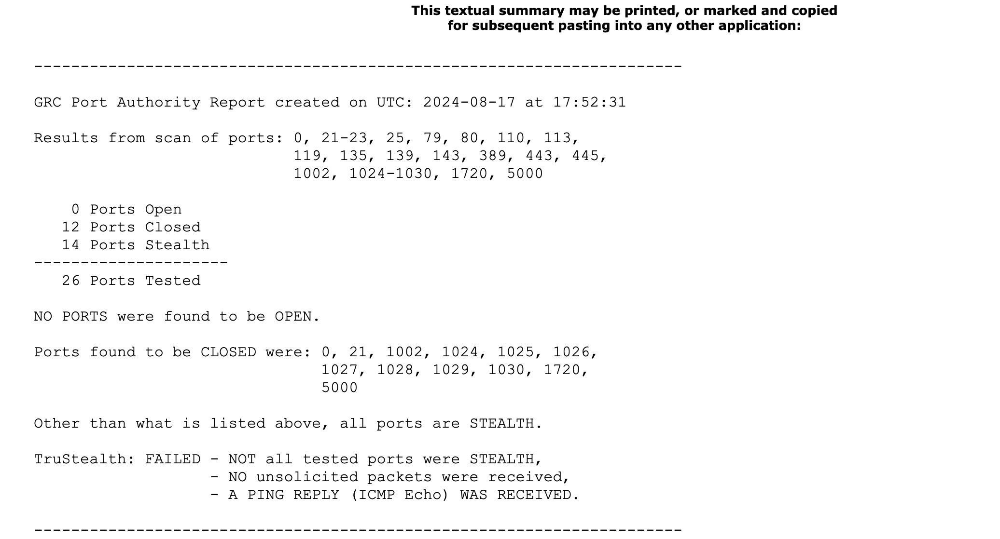 This textual summary may be printed, or marked and copied
for subsequent pasting into any other application:
----------------------------------------------------------------------
GRC Port Authority Report created on UTC: 2024-08-17 at 17:52:31
Results from scan of ports: 0, 21-23, 25, 79, 80, 110, 113,
119, 135, 139, 143, 389, 443, 445,
1002, 1024-1030, 1720, 5000
0 Ports Open
12 Ports Closed
14 Ports Stealth
---------------------
26 Ports Tested
NO PORTS were found to be OPEN.
Ports found to be CLOSED were: 0, 21, 1002, 1024, 1025, 1026,
1027, 1028, 1029, 1030, 1720,
5000
Other than what is listed above, all ports are STEALTH.
TruStealth: FAILED - NOT all tested ports were STEALTH,
- NO unsolicited packets were received,
- A PING REPLY (ICMP Echo) WAS RECEIVED.
----------------------------------------------------------------------